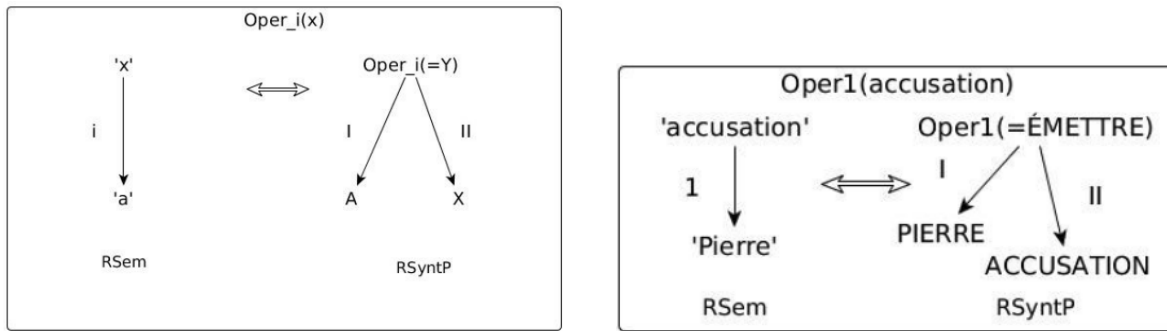 Oper_i(x)
'x' Oper_i(=Y)
i I II
'a' A X
RSem RSyntP
Oper1(accusation)
'accusation' Oper1(=ÉMETTRE)
1 I II
'Pierre' PIERRE
ACCUSATION
RSem RSyntP